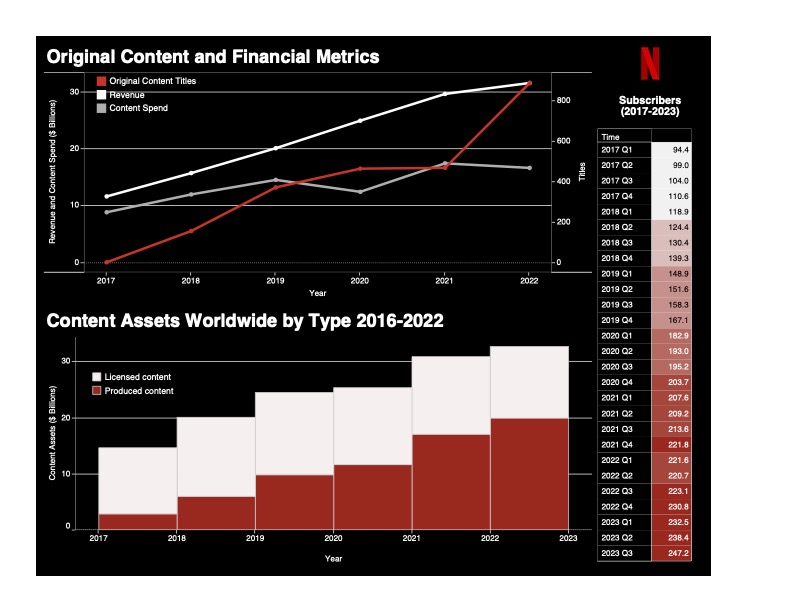 Original Content and Financial Metrics
Original Content Titles
Revenue
Content Spend
Revenue and Content Spend ($ Billions)
30
20
10
0
800
600
400
200
0
Titles
2017 2018 2019 2020 2021 2022
Year
Content Assets Worldwide by Type 2016-2022
Licensed content
Produced content
Content Assets ($ Billions)
30
20
10
0
2017 2018 2019 2020 2021 2022 2023
Year
N
Subscribers
(2017-2023)
Time
2017 Q1 94.4
2017 Q2 99.0
2017 Q3 104.0
2017 Q4 110.6
2018 Q1 118.9
2018 Q2 124.4
2018 Q3 130.4
2018 Q4 139.3
2019 Q1 148.9
2019 Q2 151.6
2019 Q3 158.3
2019 Q4 167.1
2020 Q1 182.9
2020 Q2 193.0
2020 Q3 195.2
2020 Q4 203.7
2021 Q1 207.6
2021 Q2 209.2
2021 Q3 213.6
2021 Q4 221.8
2022 Q1 221.6
2022 Q2 220.7
2022 Q3 223.1
2022 Q4 230.8
2023 Q1 232.5
2023 Q2 238.4
2023 Q3 247.2